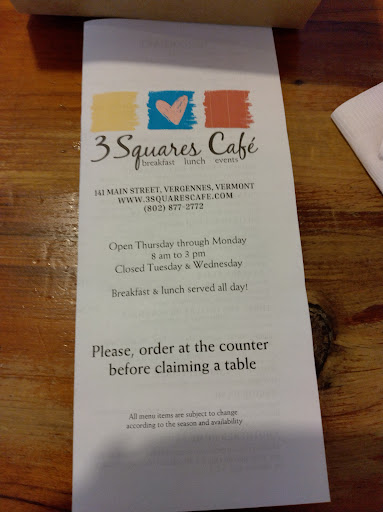 3 Squares Café
breakfast lunch events
141 MAIN STREET, VERGENNES, VERMONT
WWW.3SQUARESCAFE.COM
(802) 877-2772
Open Thursday through Monday
8 am to 3 pm
Closed Tuesday & Wednesday
Breakfast & lunch served all day!
Please, order at the counter
before claiming a table
All menu items are subject to change
according to the season and availability